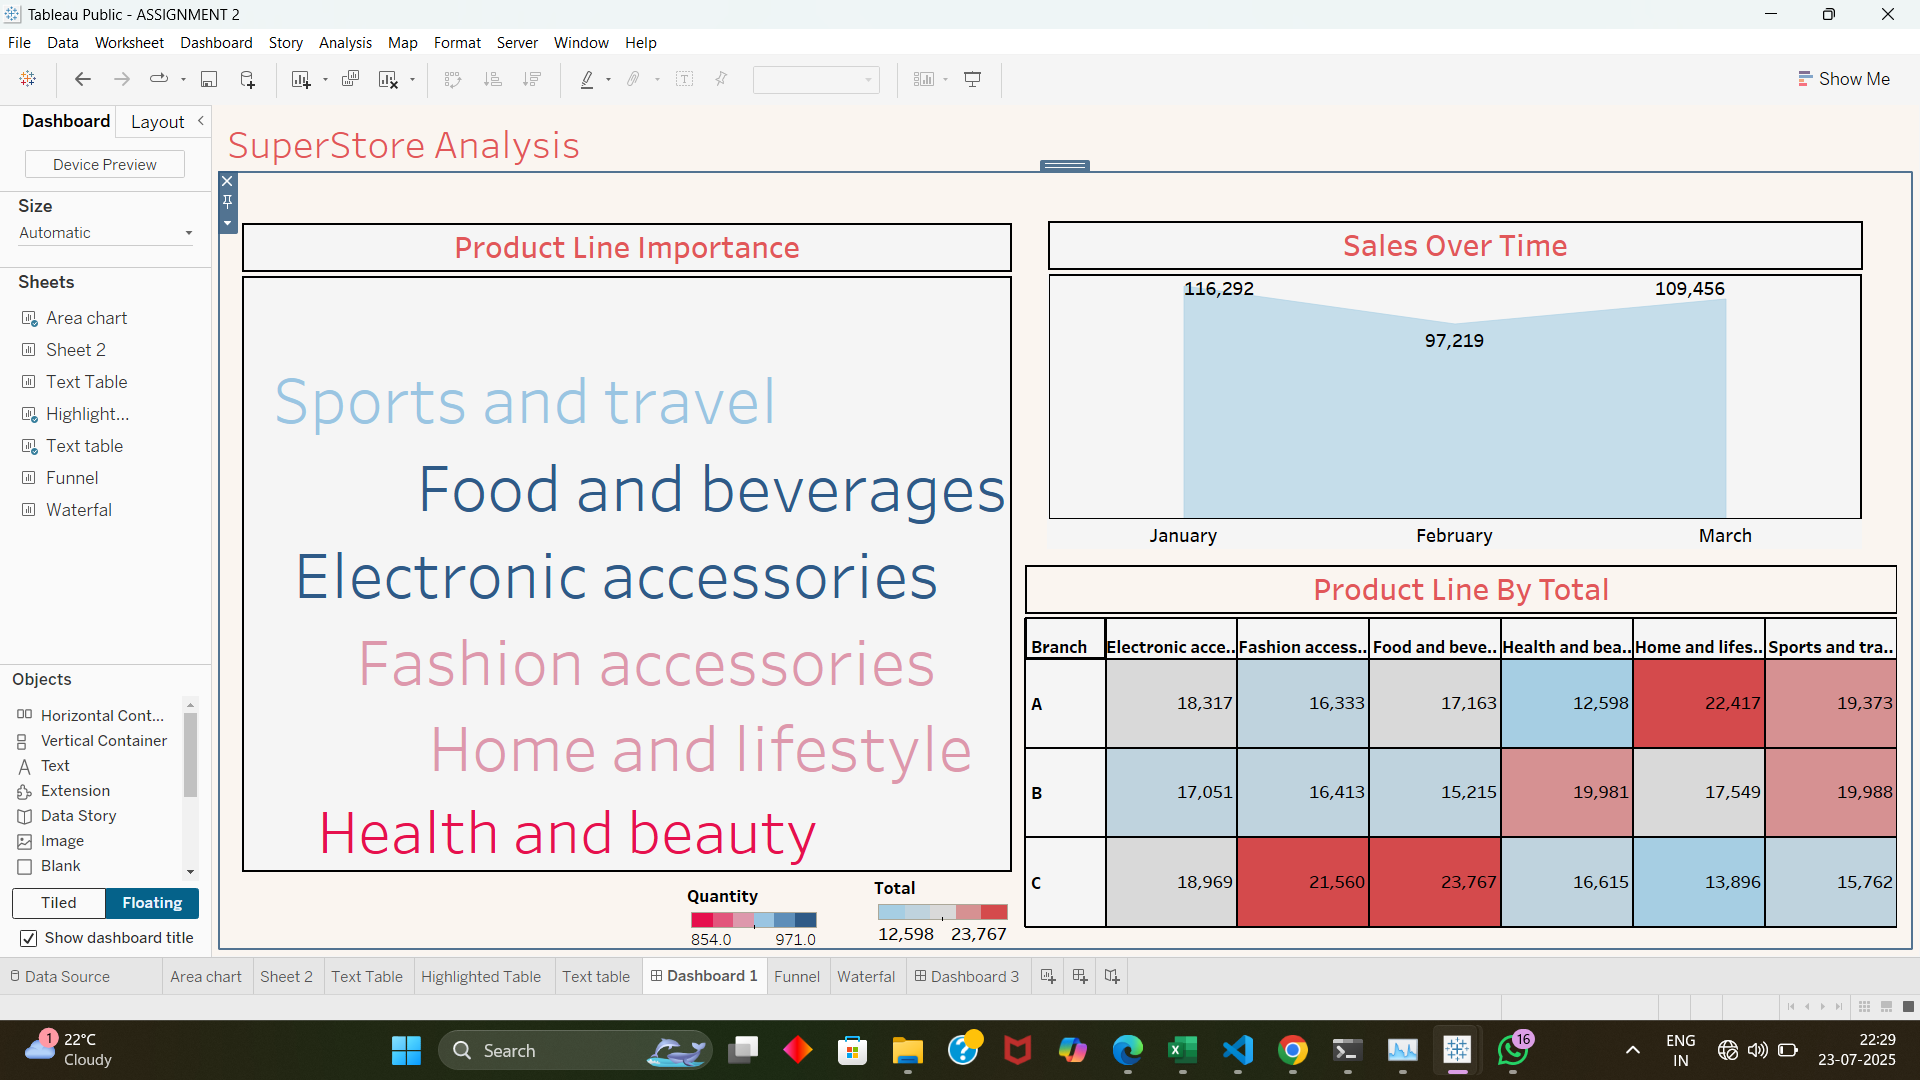 Tableau Public - ASSIGNMENT 2
File Data Worksheet Dashboard Story Analysis Map Format Server Window Help
Show Me
Dashboard Layout
Device Preview
Size
Automatic
Sheets
Area chart
Sheet 2
Text Table
Highlight...
Text table
Funnel
Waterfal
Objects
Horizontal Cont...
Vertical Container
Text
Extension
Data Story
Image
Blank
Tiled Floating
Show dashboard title
SuperStore Analysis
Product Line Importance
Sports and travel
Food and beverages
Electronic accessories
Fashion accessories
Home and lifestyle
Health and beauty
Quantity
854.0 971.0
Total
12,598 23,767
Sales Over Time
116,292 97,219 109,456
January February March
Product Line By Total
Branch Electronic acce.. Fashion access.. Food and beve.. Health and bea.. Home and lifes.. Sports and tra..
A 18,317 16,333 17,163 12,598 22,417 19,373
B 17,051 16,413 15,215 19,981 17,549 19,988
C 18,969 21,560 23,767 16,615 13,896 15,762
Data Source Area chart Sheet 2 Text Table Highlighted Table Text table Dashboard 1 Funnel Waterfal Dashboard 3
1 22°C
Cloudy
Search
16
ENG
IN
22:29
23-07-2025